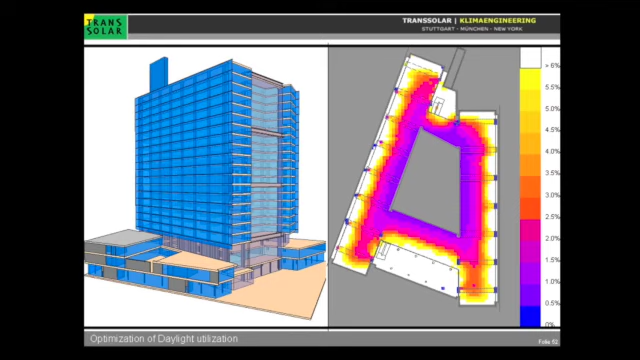 TRANS
SOLAR
TRANSSOLAR | KLIMAENGINEERING
STUTTGART - MÜNCHEN - NEW YORK
> 6%
5.5%
5.0%
4.5%
4.0%
3.5%
3.0%
2.5%
2.0%
1.5%
1.0%
0.5%
0%
Optimization of Daylight utilization
Folie 52